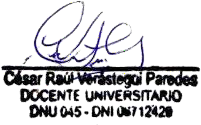 César Raúl Verástegui Paredes
DOCENTE UNIVERSITARIO
DNU 045 - DNI 06712429